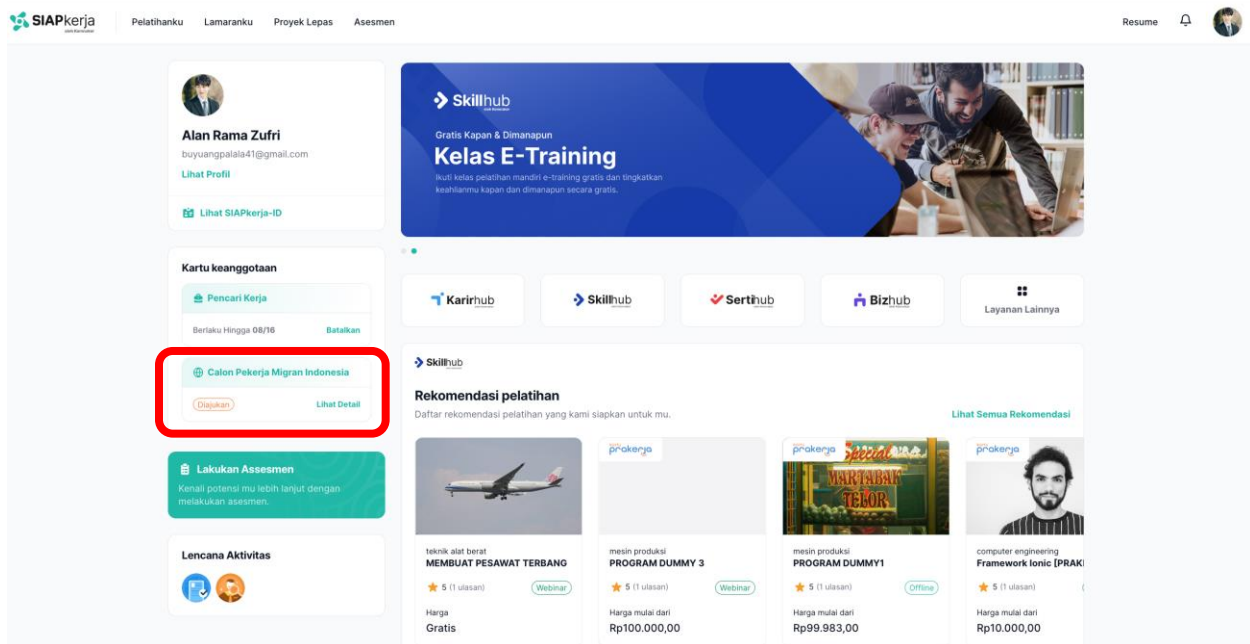 SIAPkerja
Pelatihanku Lamaranku Proyek Lepas Asesmen
Resume
Alan Rama Zufri
buyuangpalala41@gmail.com
Lihat Profil
Lihat SIAPkerja-ID
Skillhub
Gratis Kapan & Dimanapun
Kelas E-Training
Ikuti kelas pelatihan mandiri e-training gratis dan tingkatkan
keahlianmu kapan dan dimanapun secara gratis.
Kartu keanggotaan
Pencari Kerja
Berlaku Hingga 08/16 Batalkan
Calon Pekerja Migran Indonesia
Diajukan Lihat Detail
Lakukan Assesmen
Kenali potensi mu lebih lanjut dengan
melakukan asesmen.
Lencana Aktivitas
Karirhub Skillhub Sertihub Bizhub Layanan Lainnya
Skillhub
Rekomendasi pelatihan
Daftar rekomendasi pelatihan yang kami siapkan untuk mu. Lihat Semua Rekomendasi
prakerja
prakerja
Special
MARTABAK
TELOR
prakerja
teknik alat berat
MEMBUAT PESAWAT TERBANG
5 (1 ulasan) Webinar
Harga
Gratis
mesin produksi
PROGRAM DUMMY 3
5 (1 ulasan) Webinar
Harga mulai dari
Rp100.000,00
mesin produksi
PROGRAM DUMMY1
5 (1 ulasan) Offline
Harga mulai dari
Rp99.983,00
computer engineering
Framework Ionic [PRAK
5 (1 ulasan)
Harga mulai dari
Rp10.000,00